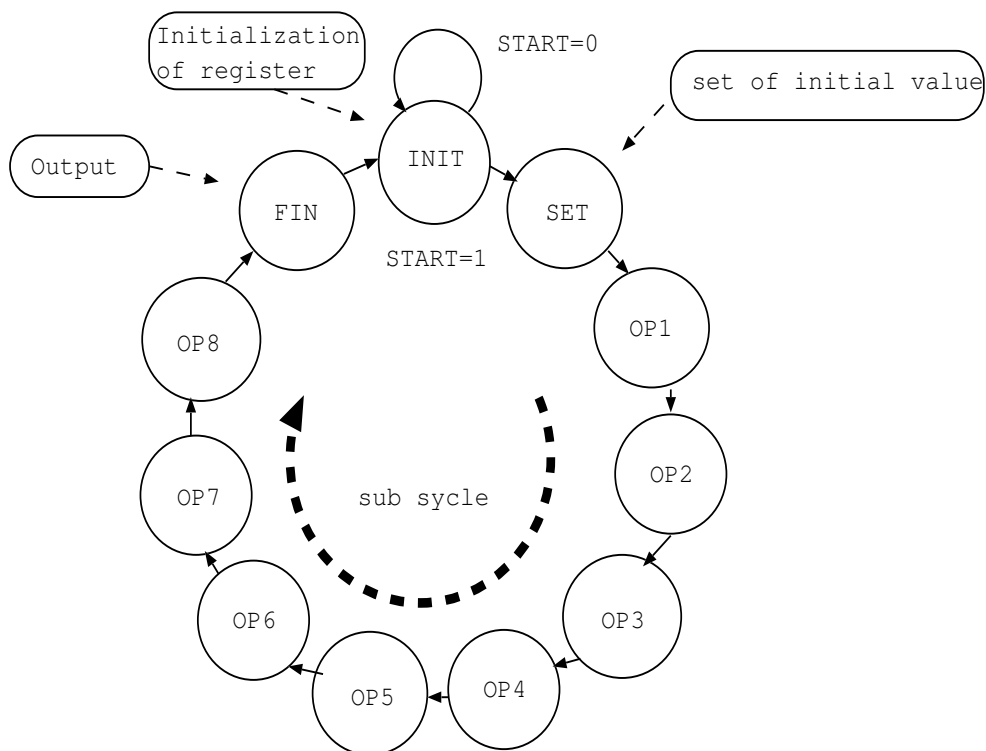 Initialization
of register
START=0
set of initial value
Output
INIT
FIN
SET
START=1
OP1
OP8
OP2
OP7
sub sycle
OP3
OP6
OP4
OP5